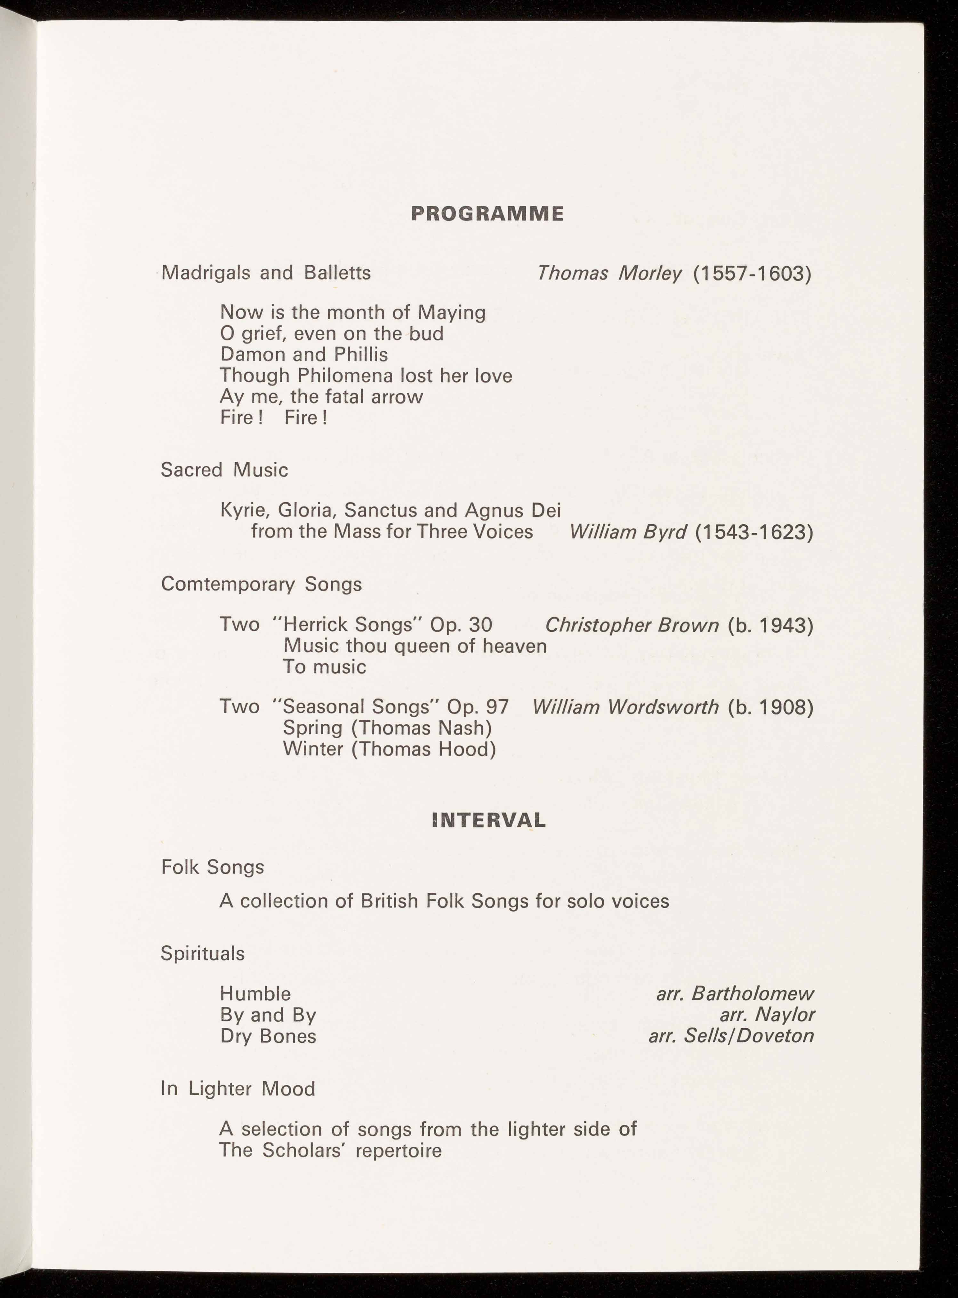 PROGRAMME
Madrigals and Balletts Thomas Morley (1557-1603)
Now is the month of Maying
O grief, even on the bud
Damon and Phillis
Though Philomena lost her love
Ay me, the fatal arrow
Fire! Fire!
Sacred Music
Kyrie, Gloria, Sanctus and Agnus Dei
from the Mass for Three Voices William Byrd (1543-1623)
Comtemporary Songs
Two "Herrick Songs" Op. 30 Christopher Brown (b. 1943)
Music thou queen of heaven
To music
Two "Seasonal Songs" Op. 97 William Wordsworth (b. 1908)
Spring (Thomas Nash)
Winter (Thomas Hood)
INTERVAL
Folk Songs
A collection of British Folk Songs for solo voices
Spirituals
Humble arr. Bartholomew
By and By arr. Naylor
Dry Bones arr. Sells/Doveton
In Lighter Mood
A selection of songs from the lighter side of
The Scholars' repertoire